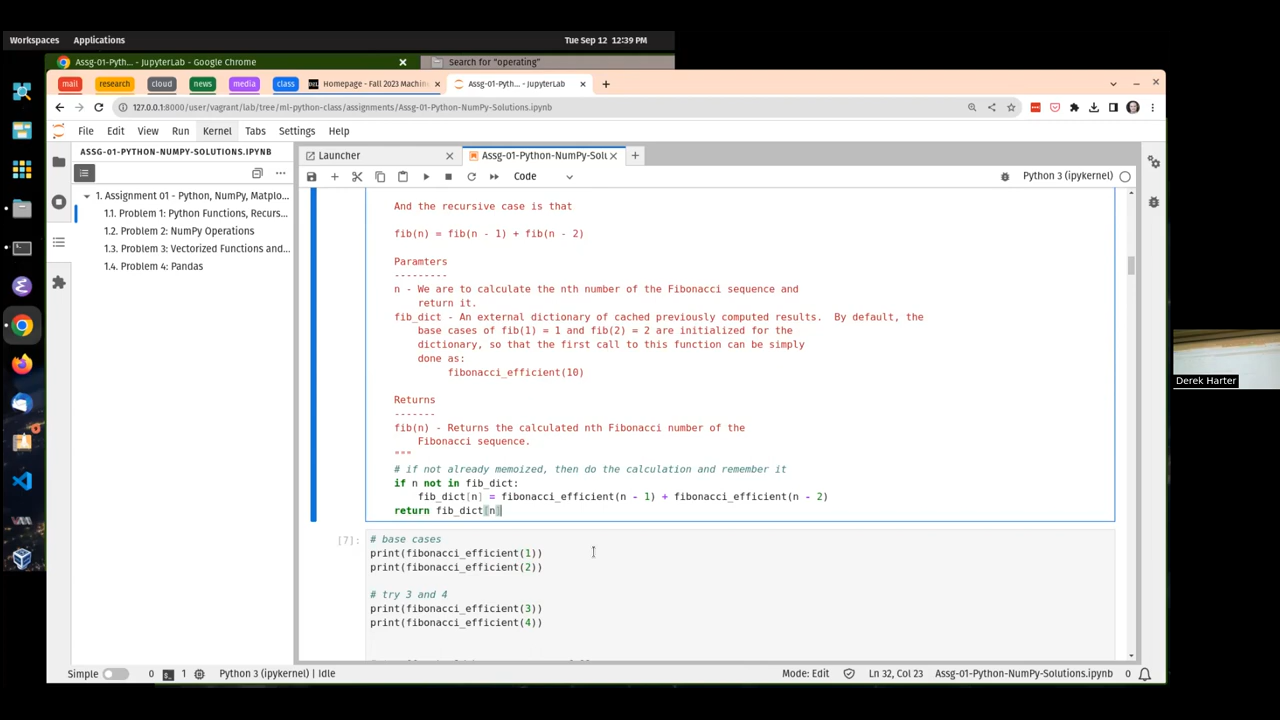 Workspaces Applications Tue Sep 12 12:39 PM
Assg-01-Pyth... - JupyterLab - Google Chrome
Search for "operating"
mail research cloud news media class Homepage - Fall 2023 Machin Assg-01-Pyth... - JupyterLab
127.0.0.1:8000/user/vagrant/lab/tree/ml-python-class/assignments/Assg-01-Python-NumPy-Solutions.ipynb
File Edit View Run Kernel Tabs Settings Help
ASSG-01-PYTHON-NUMPY-SOLUTIONS.IPYNB
Launcher
Assg-01-Python-NumPy-Solu
Code
Python 3 (ipykernel)
1. Assignment 01 - Python, NumPy, Matplo...
1.1. Problem 1: Python Functions, Recurs...
1.2. Problem 2: NumPy Operations
1.3. Problem 3: Vectorized Functions and...
1.4. Problem 4: Pandas
And the recursive case is that
fib(n) = fib(n - 1) + fib(n - 2)
Paramters
---------
n - We are to calculate the nth number of the Fibonacci sequence and
return it.
fib_dict - An external dictionary of cached previously computed results. By default, the
base cases of fib(1) = 1 and fib(2) = 2 are initialized for the
dictionary, so that the first call to this function can be simply
done as:
fibonacci_efficient(10)
Returns
-------
fib(n) - Returns the calculated nth Fibonacci number of the
Fibonacci sequence.
"""
# if not already memoized, then do the calculation and remember it
if n not in fib_dict:
fib_dict[n] = fibonacci_efficient(n - 1) + fibonacci_efficient(n - 2)
return fib_dict[n]
[7]:
# base cases
print(fibonacci_efficient(1))
print(fibonacci_efficient(2))
# try 3 and 4
print(fibonacci_efficient(3))
print(fibonacci_efficient(4))
Derek Harter
Simple 0 1 Python 3 (ipykernel) | Idle Mode: Edit Ln 32, Col 23 Assg-01-Python-NumPy-Solutions.ipynb 0